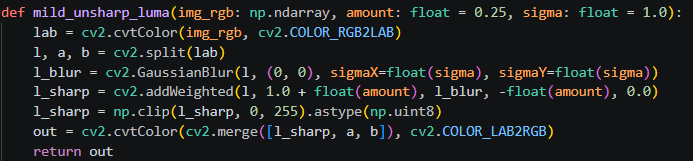 def mild_unsharp_luma(img_rgb: np.ndarray, amount: float = 0.25, sigma: float = 1.0):
    lab = cv2.cvtColor(img_rgb, cv2.COLOR_RGB2LAB)
    l, a, b = cv2.split(lab)
    l_blur = cv2.GaussianBlur(l, (0, 0), sigmaX=float(sigma), sigmaY=float(sigma))
    l_sharp = cv2.addWeighted(l, 1.0 + float(amount), l_blur, -float(amount), 0.0)
    l_sharp = np.clip(l_sharp, 0, 255).astype(np.uint8)
    out = cv2.cvtColor(cv2.merge([l_sharp, a, b]), cv2.COLOR_LAB2RGB)
    return out